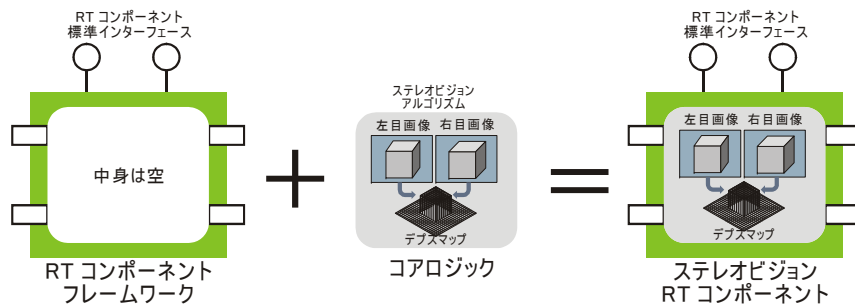 RT コンポーネント
標準インターフェース
中身は空
RT コンポーネント
フレームワーク
ステレオビジョン
アルゴリズム
左目画像 右目画像
デプスマップ
コアロジック
RT コンポーネント
標準インターフェース
左目画像 右目画像
デプスマップ
ステレオビジョン
RT コンポーネント